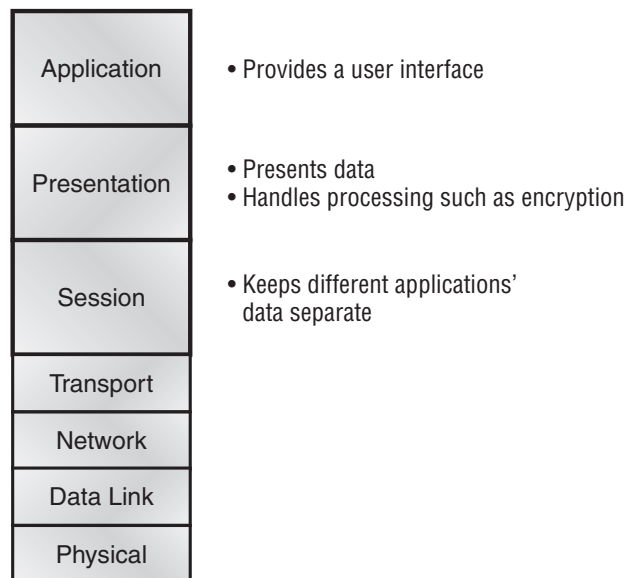 Application
• Provides a user interface
Presentation
• Presents data
• Handles processing such as encryption
Session
• Keeps different applications’
data separate
Transport
Network
Data Link
Physical